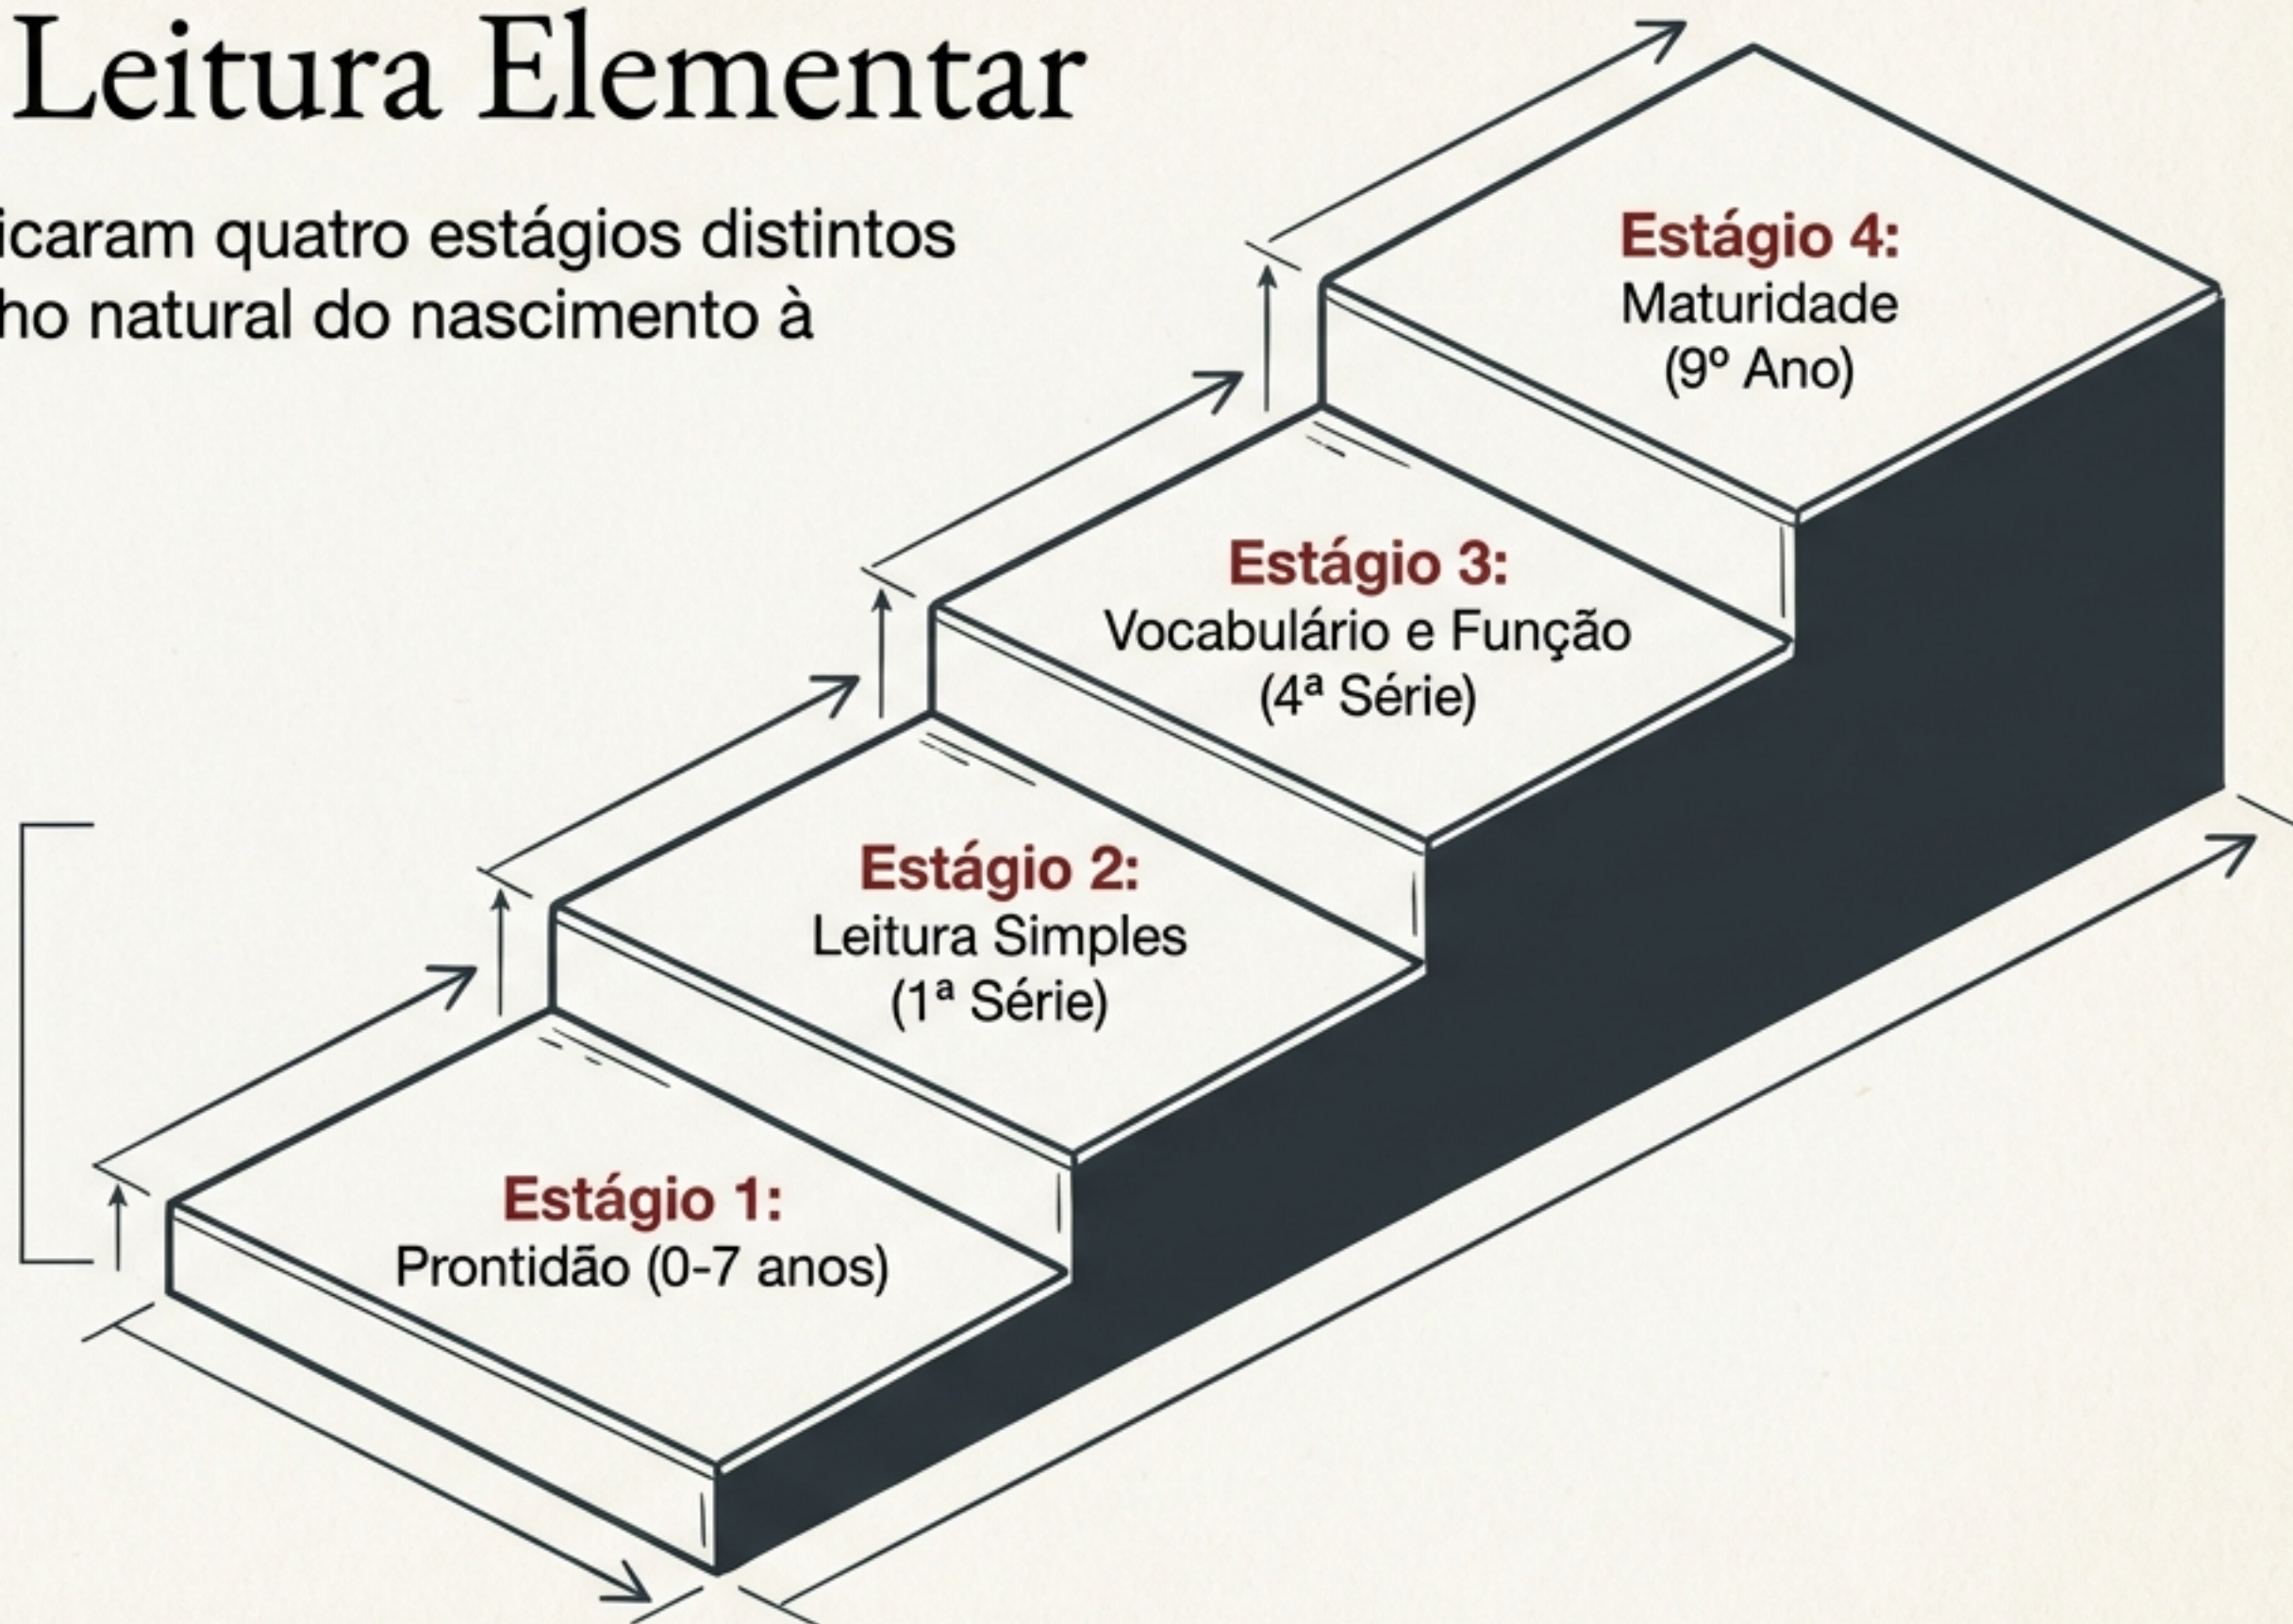 Leitura Elementar
icaram quatro estágios distintos
ho natural do nascimento à
Estágio 4:
Maturidade
(9º Ano)
Estágio 3:
Vocabulário e Função
(4ª Série)
Estágio 2:
Leitura Simples
(1ª Série)
Estágio 1:
Prontidão (0-7 anos)